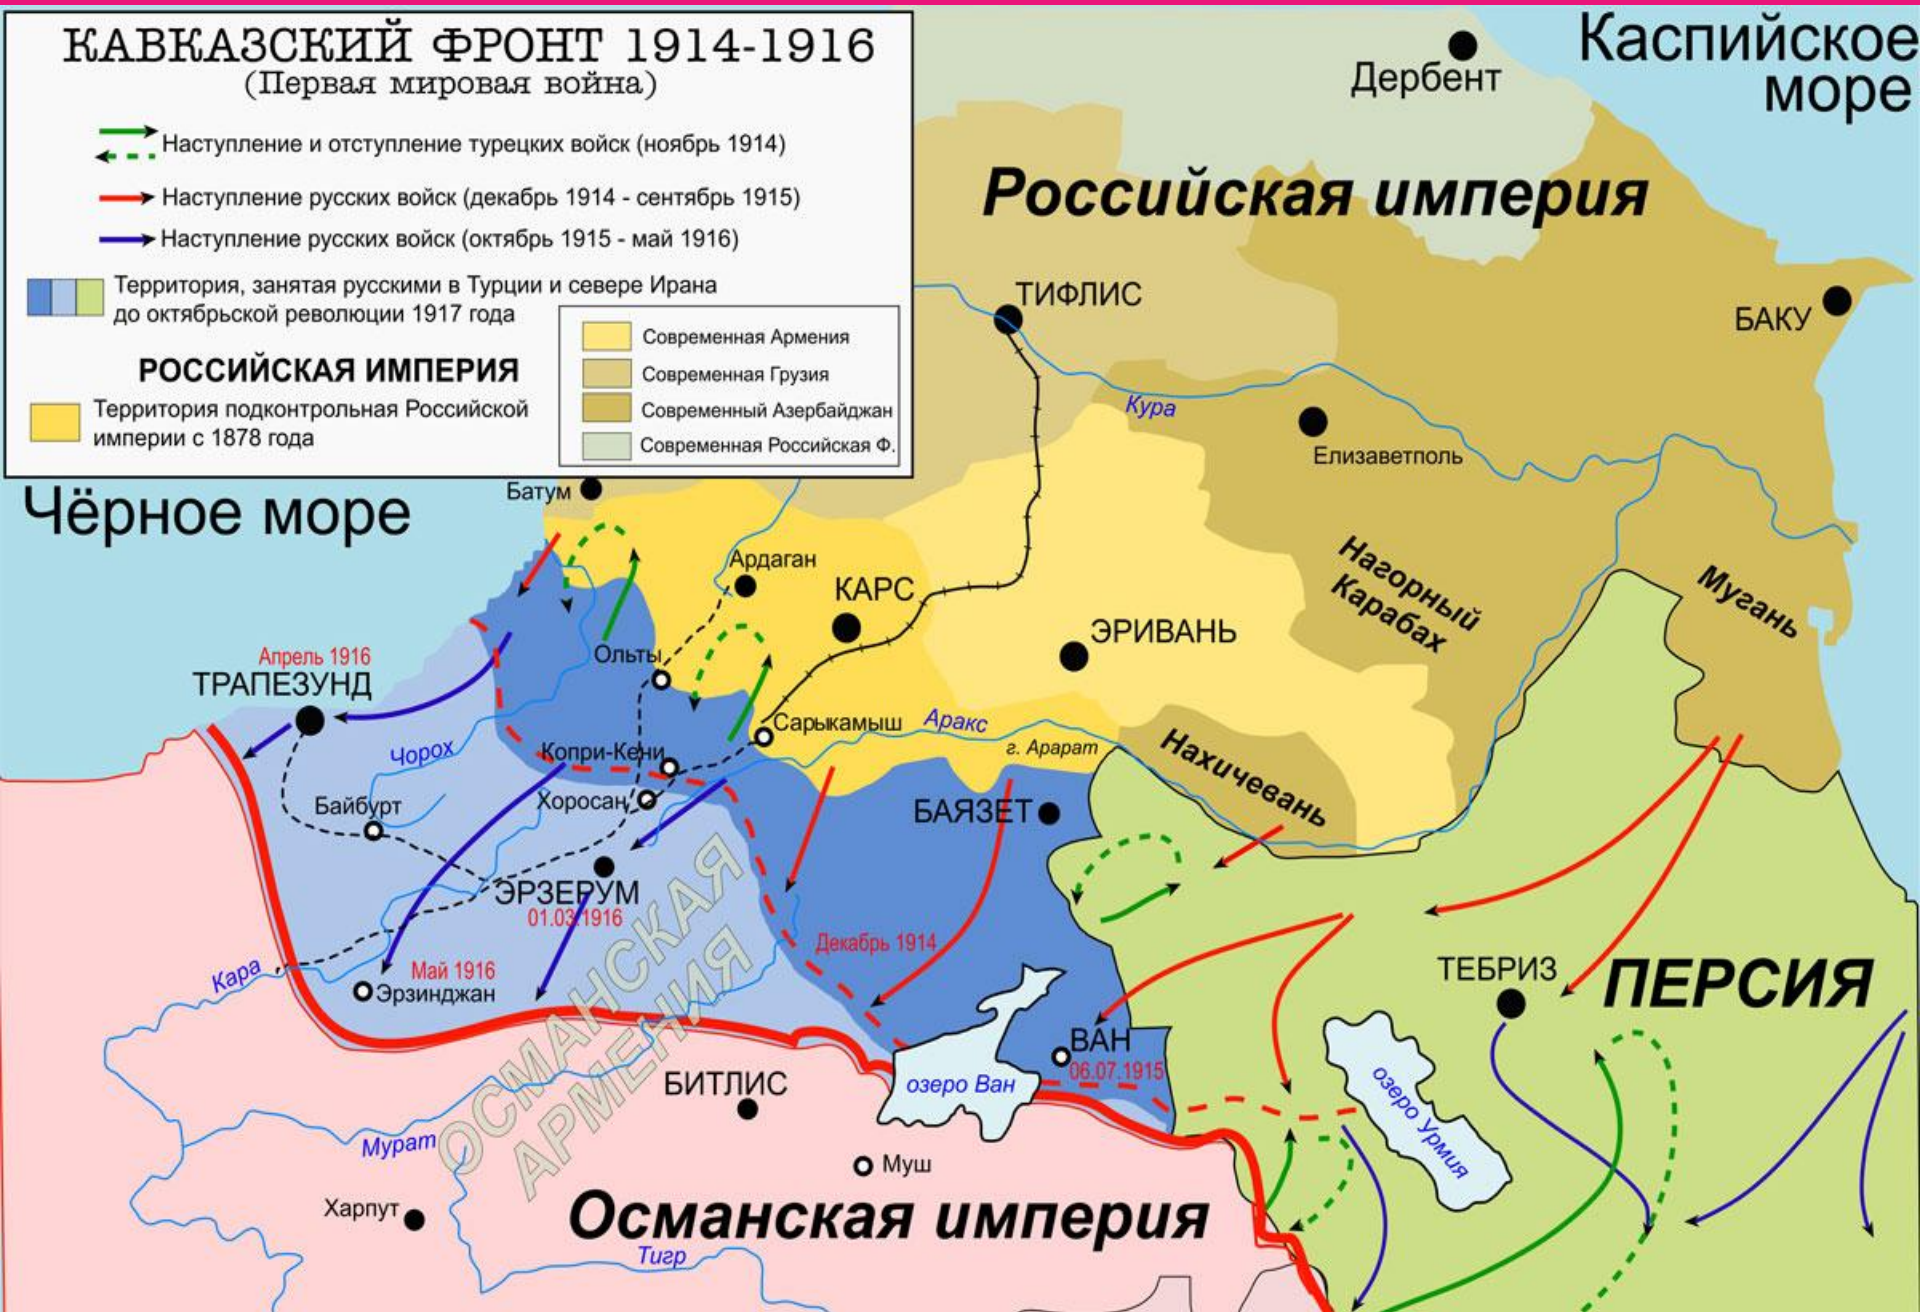 КАВКАЗСКИЙ ФРОНТ 1914-1916
(Первая мировая война)
Наступление и отступление турецких войск (ноябрь 1914)
Наступление русских войск (декабрь 1914 - сентябрь 1915)
Наступление русских войск (октябрь 1915 - май 1916)
Территория, занятая русскими в Турции и севере Ирана
до октябрьской революции 1917 года
РОССИЙСКАЯ ИМПЕРИЯ
Территория подконтрольная Российской
империи с 1878 года
Современная Армения
Современная Грузия
Современный Азербайджан
Современная Российская Ф.
Каспийское
море
Дербент
Российская империя
ТИФЛИС
БАКУ
Кура
Елизаветполь
Чёрное море
Батум
Ардаган
КАРС
Нагорный
Карабах
Мугань
ЭРИВАНЬ
Ольты
Апрель 1916
ТРАПЕЗУНД
Сарыкамыш
Аракс
г. Арарат
Нахичевань
Чорох
Копри-Кени
Хоросан
Байбурт
БАЯЗЕТ
ЭРЗЕРУМ
01.03.1916
ОСМАНСКАЯ
АРМЕНИЯ
Декабрь 1914
Кара
Май 1916
Эрзинджан
ТЕБРИЗ
ПЕРСИЯ
ВАН
06.07.1915
озеро Ван
озеро Урмия
БИТЛИС
Мурат
Муш
Харпут
Османская империя
Тигр